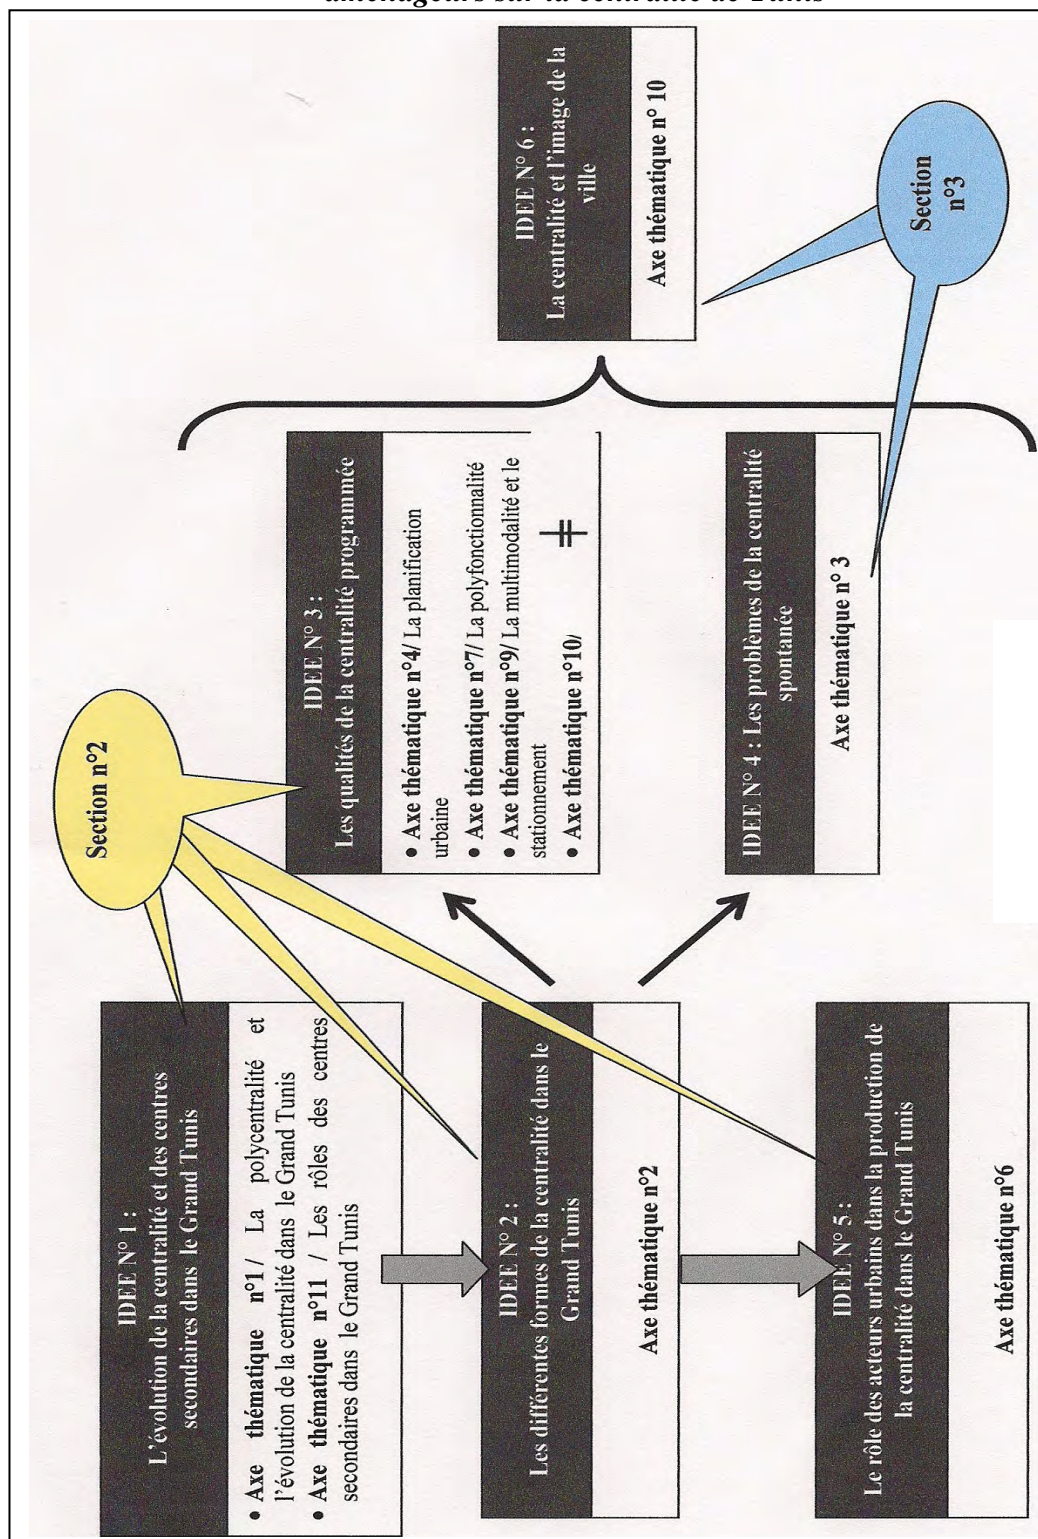 aménageurs sur la centralité de Tunis
Section n°2
IDEE N° 1 :
L'évolution de la centralité et des centres
secondaires dans le Grand Tunis
• Axe thématique n°1 / La polycentralité et
l'évolution de la centralité dans le Grand Tunis
• Axe thématique n°11 / Les rôles des centres
secondaires dans le Grand Tunis
IDEE N° 2 :
Les différentes formes de la centralité dans le
Grand Tunis
Axe thématique n°2
IDEE N° 5 :
Le rôle des acteurs urbains dans la production de
la centralité dans le Grand Tunis
Axe thématique n°6
IDEE N° 3 :
Les qualités de la centralité programmée
• Axe thématique n°4/ La planification
urbaine
• Axe thématique n°7/ La polyfonctionnalité
• Axe thématique n°9/ La multimodalité et le
stationnement
• Axe thématique n°10/
IDEE N° 4 : Les problèmes de la centralité
spontanée
Axe thématique n° 3
IDEE N° 6 :
La centralité et l'image de la
ville
Axe thématique n° 10
Section
n°3